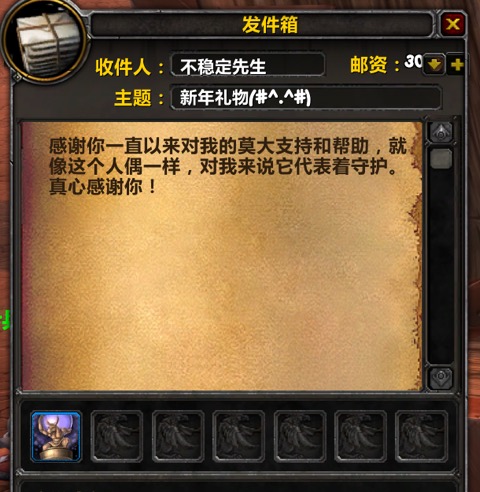 发件箱
收件人：不稳定先生 邮资：30
主题：新年礼物(#^.^#)
感谢你一直以来对我的莫大支持和帮助，就
像这个人偶一样，对我来说它代表着守护。
真心感谢你！